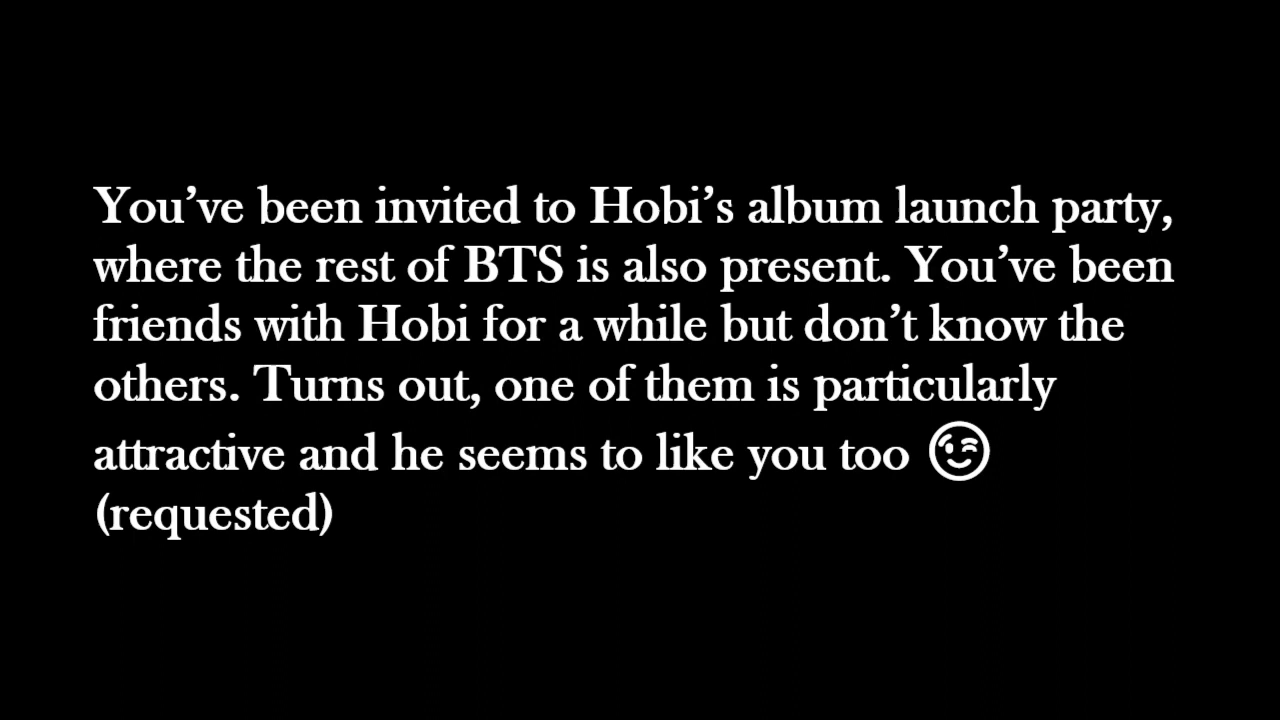 You’ve been invited to Hobi’s album launch party,
where the rest of BTS is also present. You’ve been
friends with Hobi for a while but don’t know the
others. Turns out, one of them is particularly
attractive and he seems to like you too 😉
(requested)